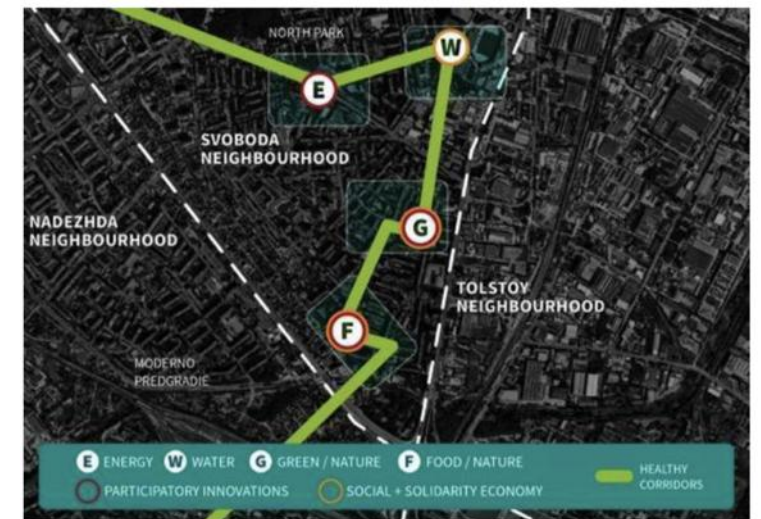 NORTH PARK
W
E
SVOBODA
NEIGHBOURHOOD
NADEZHDA
NEIGHBOURHOOD
G
TOLSTOY
NEIGHBOURHOOD
F
MODERNO
PREDGRADIE
E ENERGY W WATER G GREEN / NATURE F FOOD / NATURE
HEALTHY
CORRIDORS
PARTICIPATORY INNOVATIONS SOCIAL + SOLIDARITY ECONOMY